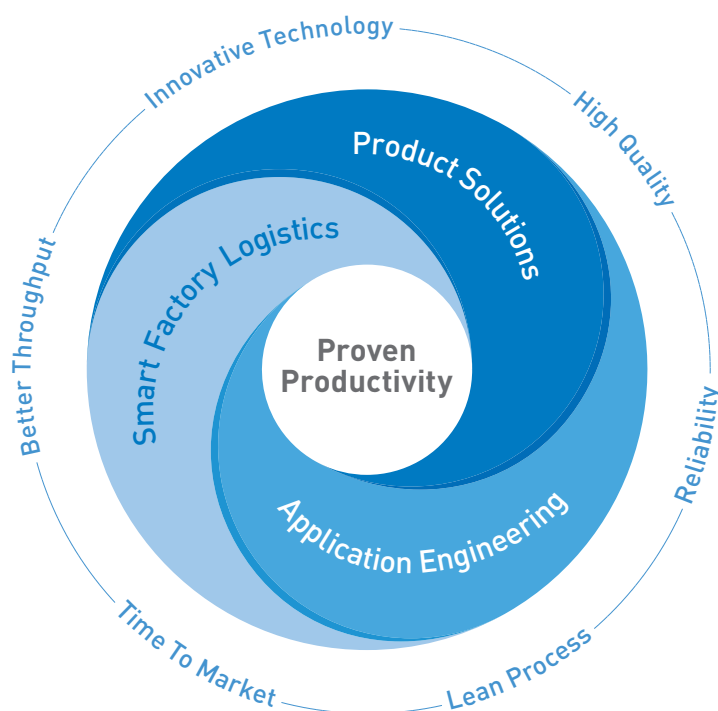 Innovative Technology
High Quality
Reliability
Lean Process
Time To Market
Better Throughput
Product Solutions
Application Engineering
Smart Factory Logistics
Proven
Productivity